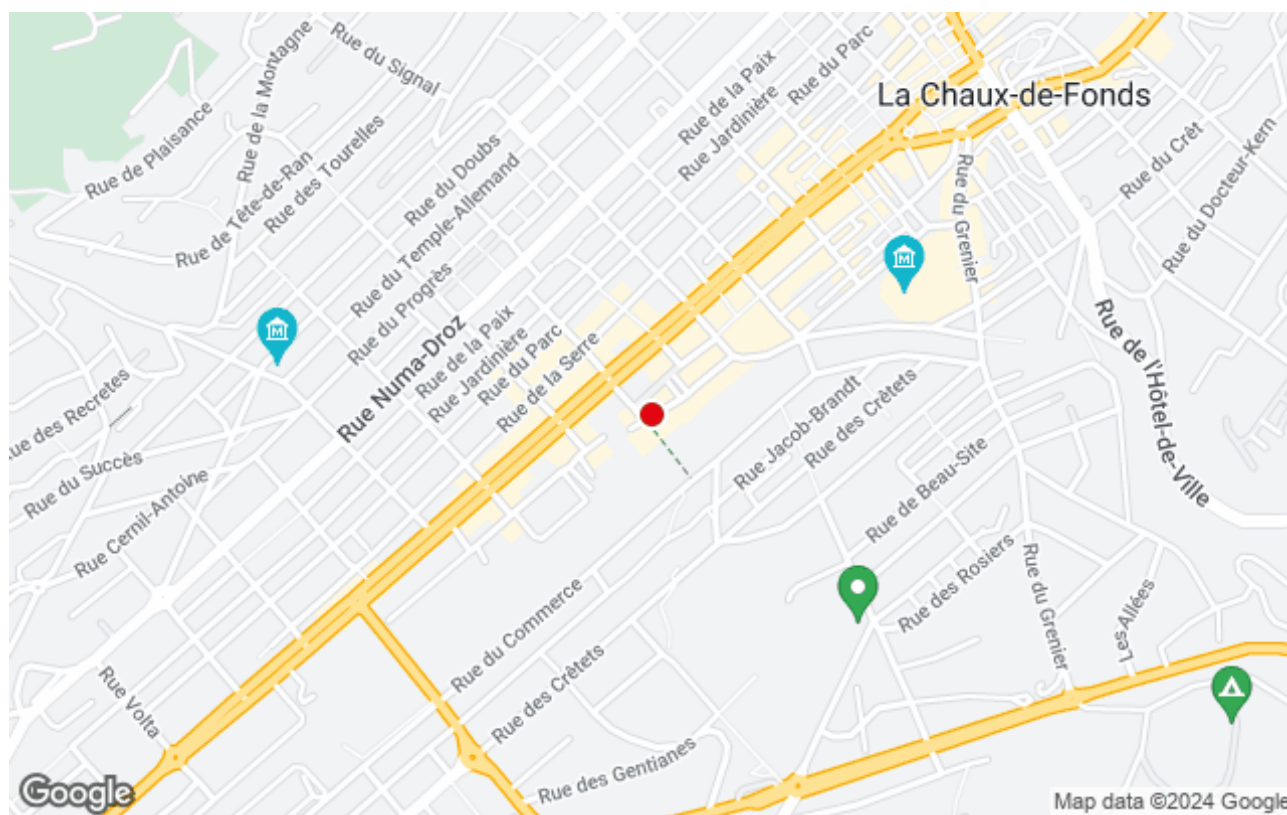 Rue du Signal
Rue de la Montagne
Rue de Plaisance
Rue de Tête-de-Ran
Rue des Tourelles
Rue du Doubs
Rue du Temple-Allemand
Rue du Progrès
Rue Numa-Droz
Rue de la Paix
Rue Jardinière
Rue du Parc
La Chaux-de-Fonds
Rue du Crêt
Rue du Docteur-Kern
Rue du Grenier
M
Rue de l'Hôtel-de-Ville
M
Rue de la Paix
Rue Jardinière
Rue du Parc
Rue de la Serre
ue des Recretes
Rue du Succès
Rue Cernil-Antoine
Rue Jacob-Brandt
Rue des Crêtets
Rue de Beau-Site
Rue des Rosiers
Rue du Grenier
Les-Allées
Rue du Commerce
Rue des Crêtets
Rue Volta
Rue des Gentianes
Google
Map data ©2024 Google